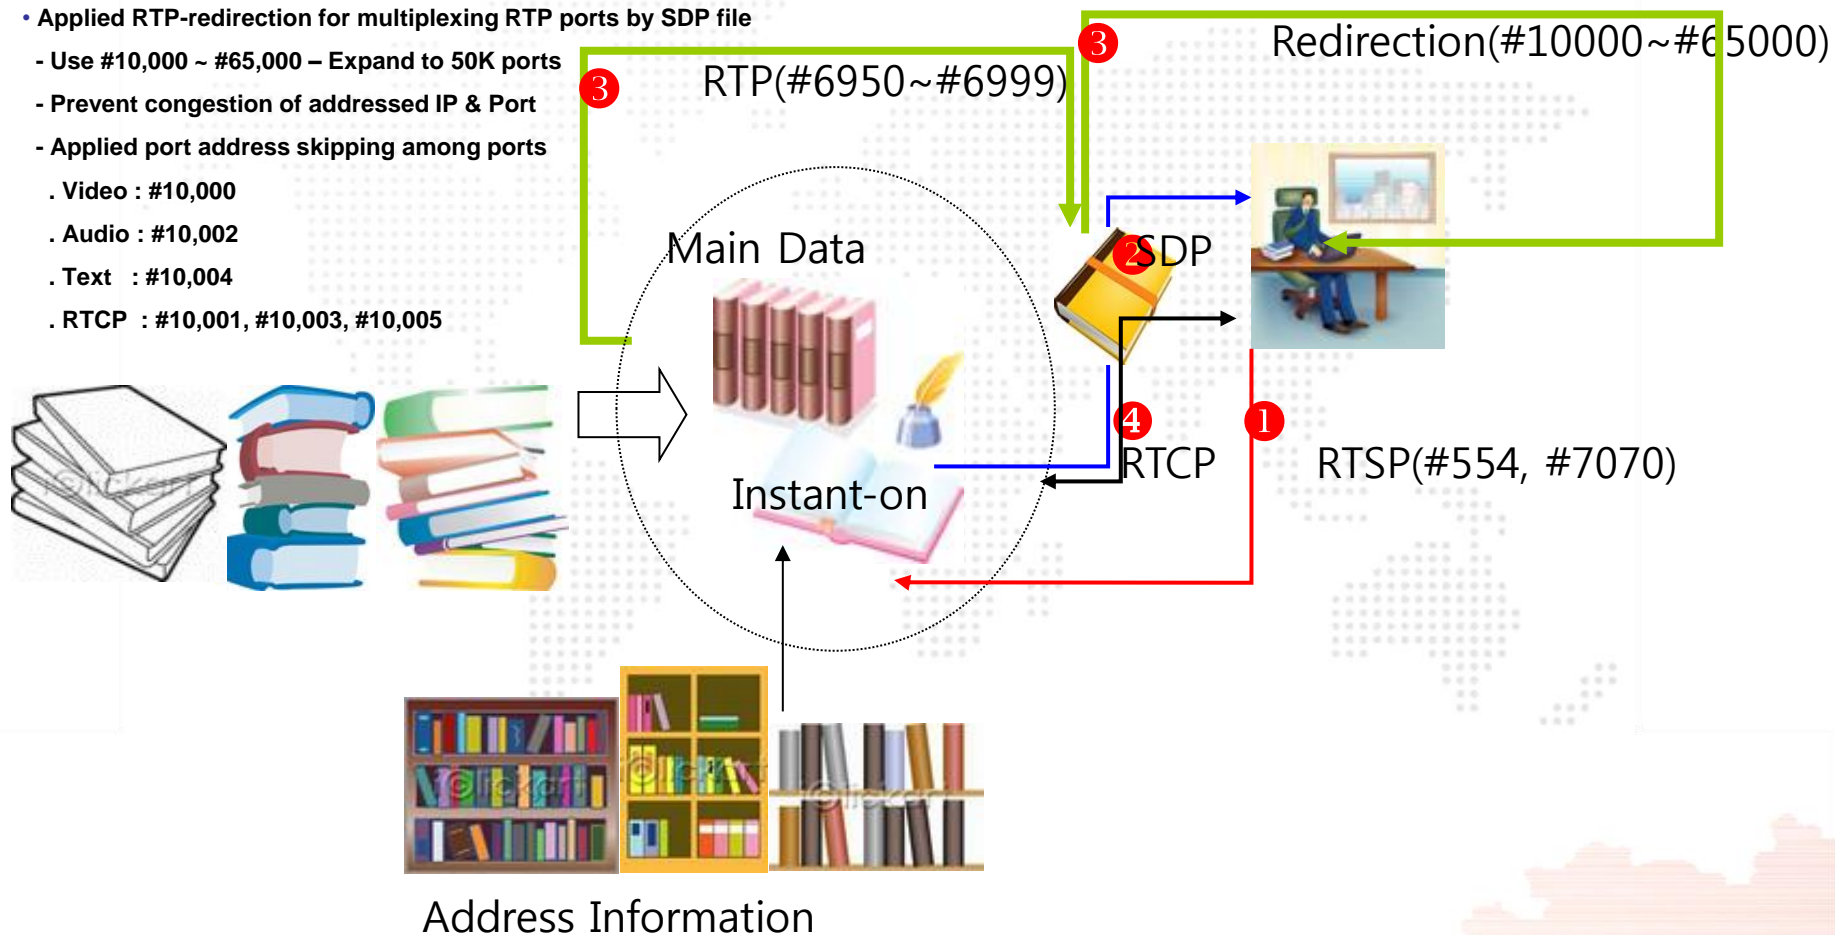 • Applied RTP-redirection for multiplexing RTP ports by SDP file
- Use #10,000 ~ #65,000 – Expand to 50K ports
- Prevent congestion of addressed IP & Port
- Applied port address skipping among ports
. Video : #10,000
. Audio : #10,002
. Text : #10,004
. RTCP : #10,001, #10,003, #10,005
3
RTP(#6950~#6999)
3
Redirection(#10000~#65000)
Main Data
2
SDP
Instant-on
4
RTCP
1
RTSP(#554, #7070)
Address Information